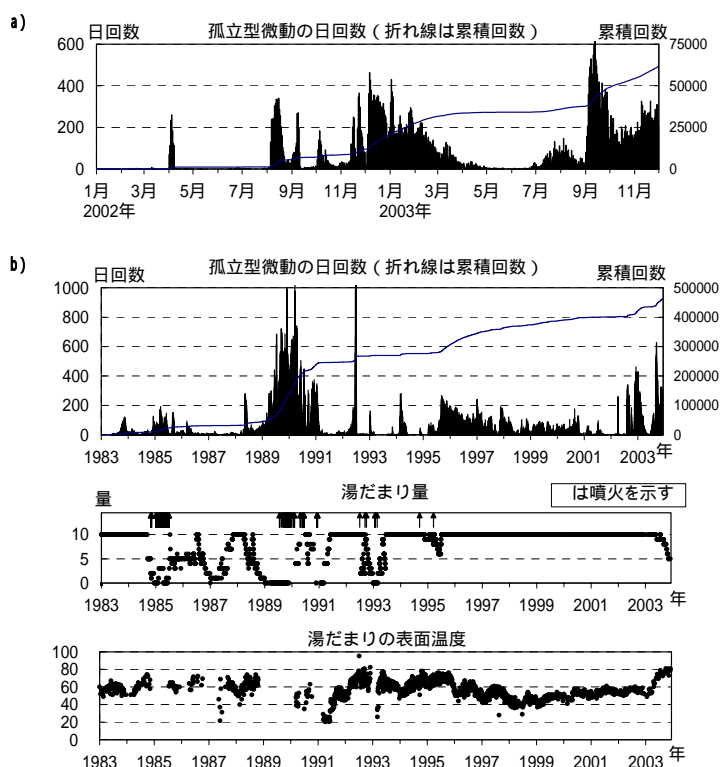 a)
日回数 孤立型微動の日回数(折れ線は累積回数) 累積回数
600 75000
400 50000
200 25000
0 0
1月 3月 5月 7月 9月 11月 1月 3月 5月 7月 9月 11月
2002年 2003年
b)
日回数 孤立型微動の日回数(折れ線は累積回数) 累積回数
1000 500000
800 400000
600 300000
400 200000
200 100000
0 0
1983 1985 1987 1989 1991 1993 1995 1997 1999 2001 2003 年
量 湯だまり量 は噴火を示す
10
5
0
1983 1985 1987 1989 1991 1993 1995 1997 1999 2001 2003 年
湯だまりの表面温度
100
80
60
40
20
0
1983 1985 1987 1989 1991 1993 1995 1997 1999 2001 2003 年